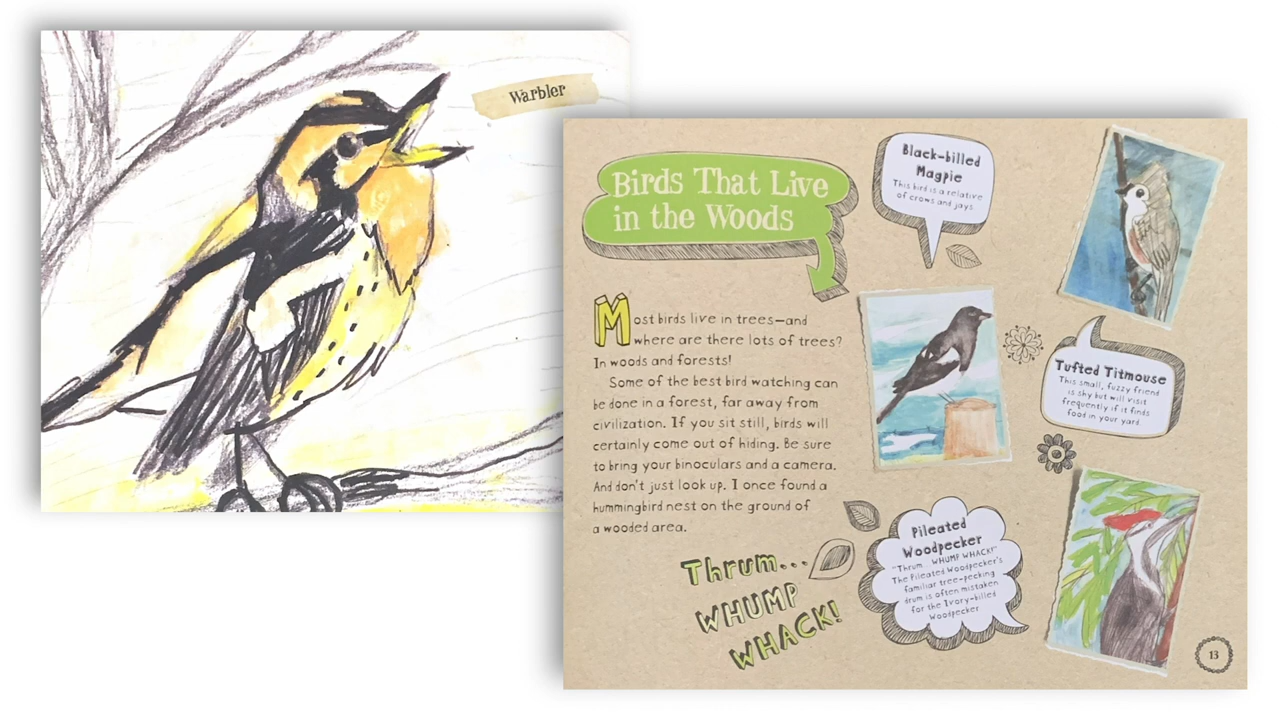 Warbler
Birds That Live
in the Woods
Most birds live in trees—and
where are there lots of trees?
In woods and forests!
Some of the best bird watching can
be done in a forest, far away from
civilization. If you sit still, birds will
certainly come out of hiding. Be sure
to bring your binoculars and a camera.
And don't just look up. I once found a
hummingbird nest on the ground of
a wooded area.
Thrum...
WHUMP
WHACK!
Black-billed
Magpie
This bird is a relative
of crows and jays.
Tufted Titmouse
This small, fuzzy friend
is shy but will visit
frequently if it finds
food in your yard.
Pileated
Woodpecker
"Thrum... WHUMP WHACK!"
The Pileated Woodpecker's
familiar tree-pecking
drum is often mistaken
for the Ivory-billed
Woodpecker
13